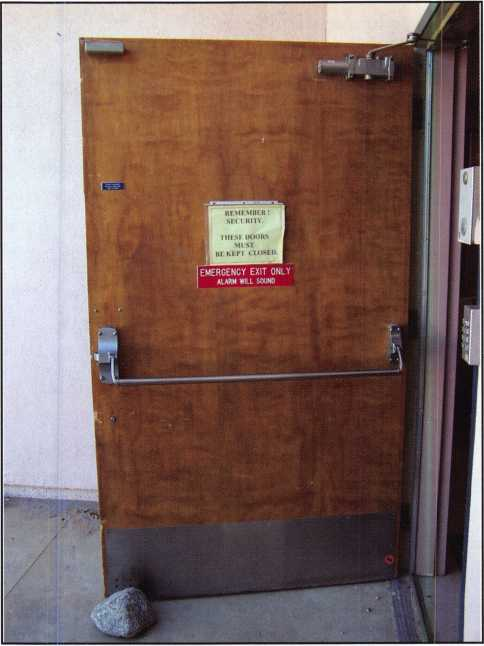 REMEMBER!
SECURITY.
THESE DOORS
MUST
BE KEPT CLOSED.
EMERGENCY EXIT ONLY
ALARM WILL SOUND